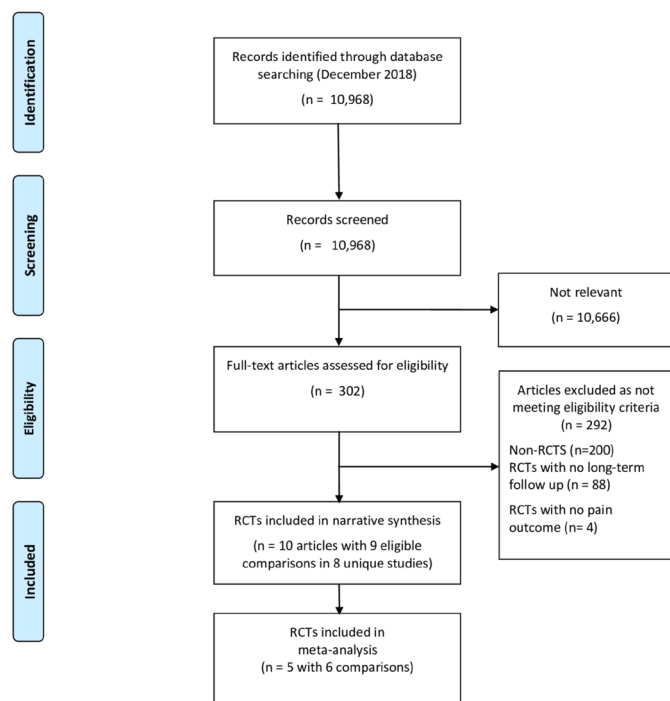 Identification
Records identified through database
searching (December 2018)
(n = 10,968)
Screening
Records screened
(n = 10,968)
Not relevant
(n = 10,666)
Eligibility
Full-text articles assessed for eligibility
(n = 302)
Articles excluded as not
meeting eligibility criteria
(n = 292)
Non-RCTS (n=200)
RCTs with no long-term
follow up (n = 88)
RCTs with no pain
outcome (n= 4)
Included
RCTs included in narrative synthesis
(n = 10 articles with 9 eligible
comparisons in 8 unique studies)
RCTs included in
meta-analysis
(n = 5 with 6 comparisons)